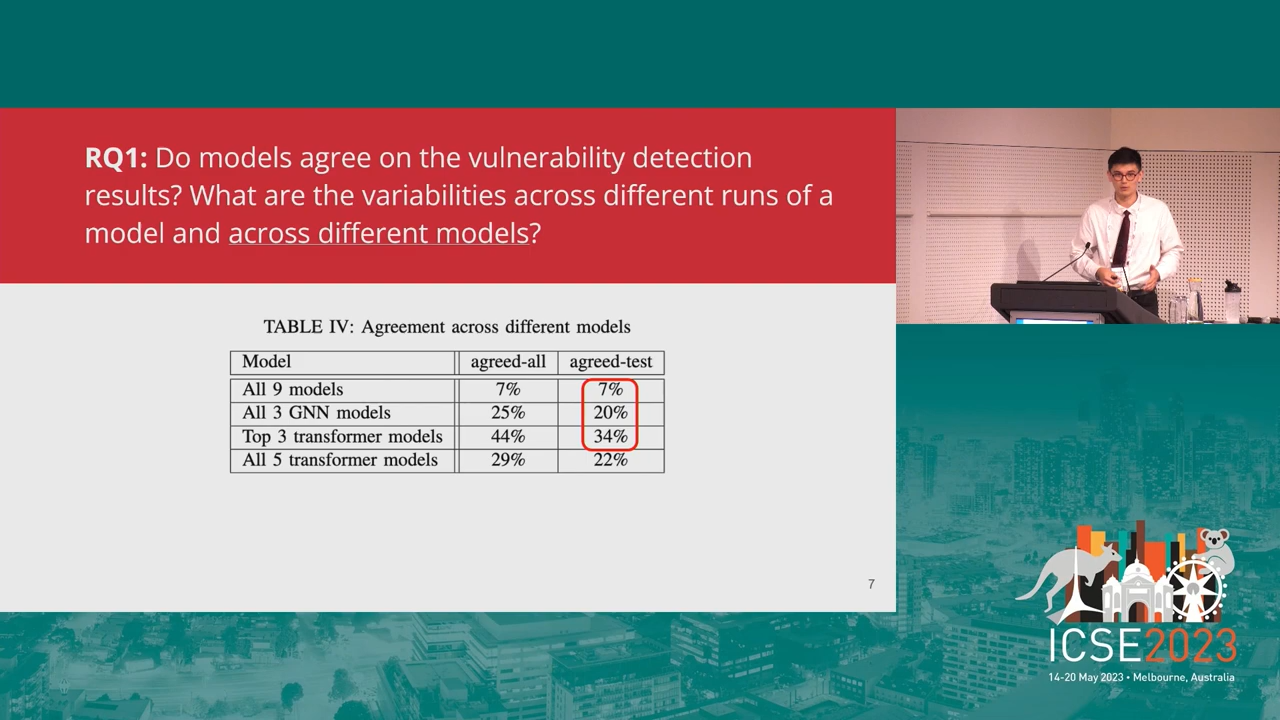 RQ1: Do models agree on the vulnerability detection
results? What are the variabilities across different runs of a
model and across different models?
TABLE IV: Agreement across different models
Model agreed-all agreed-test
All 9 models 7% 7%
All 3 GNN models 25% 20%
Top 3 transformer models 44% 34%
All 5 transformer models 29% 22%
7
ICSE2023
14-20 May 2023 • Melbourne, Australia